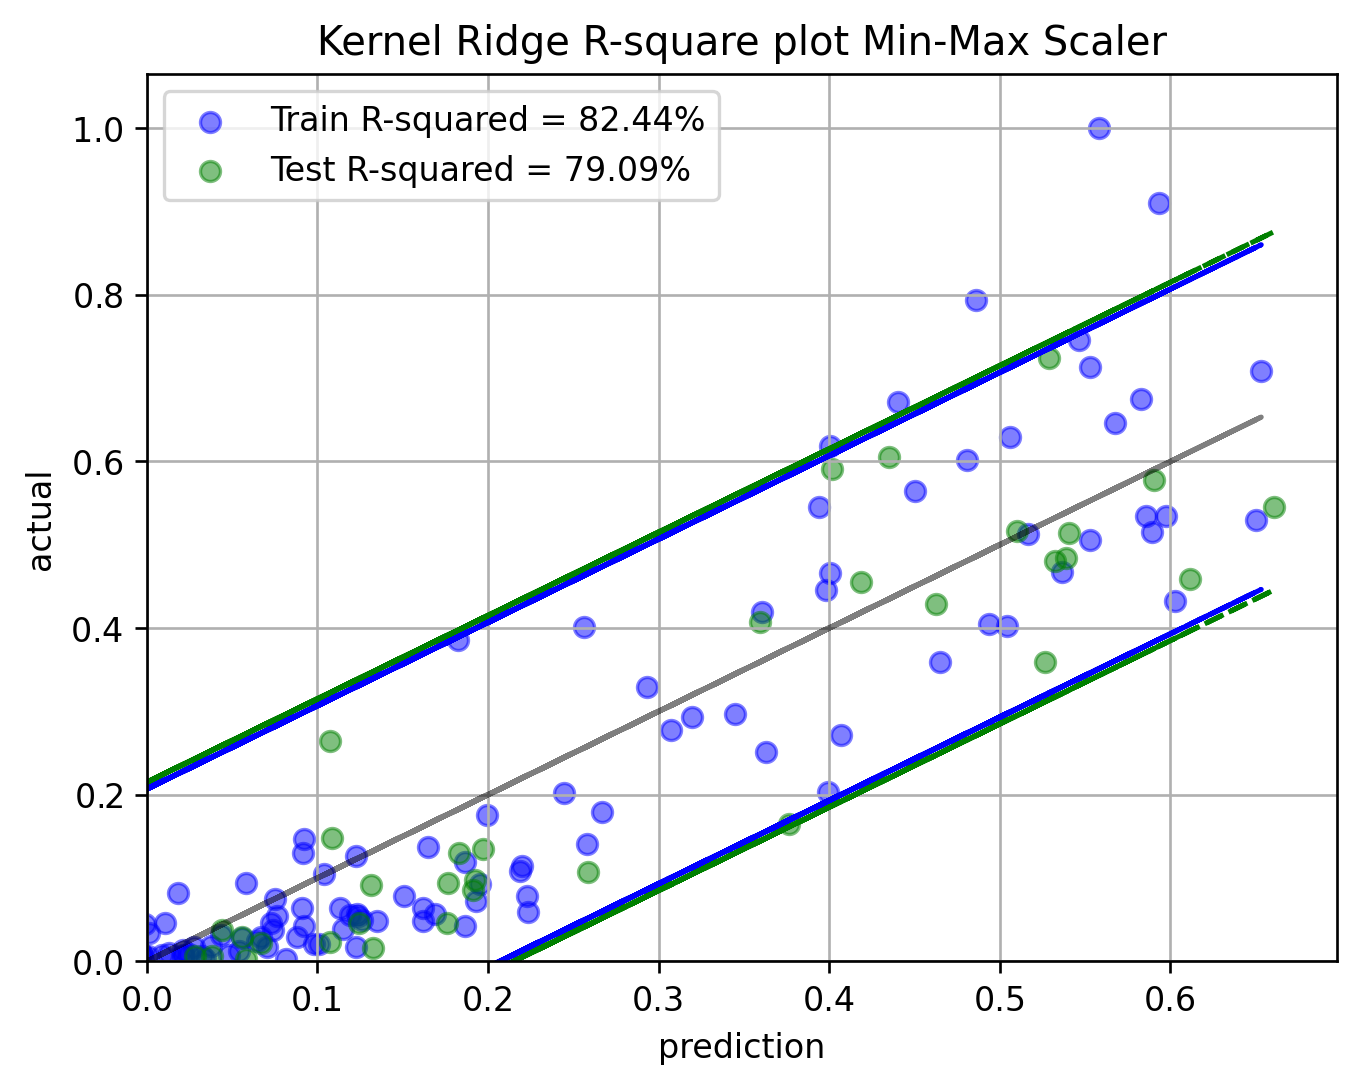 Kernel Ridge R-square plot Min-Max Scaler
Train R-squared = 82.44%
Test R-squared = 79.09%
1.0
0.8
0.6
0.4
0.2
0.0
actual
0.0 0.1 0.2 0.3 0.4 0.5 0.6
prediction